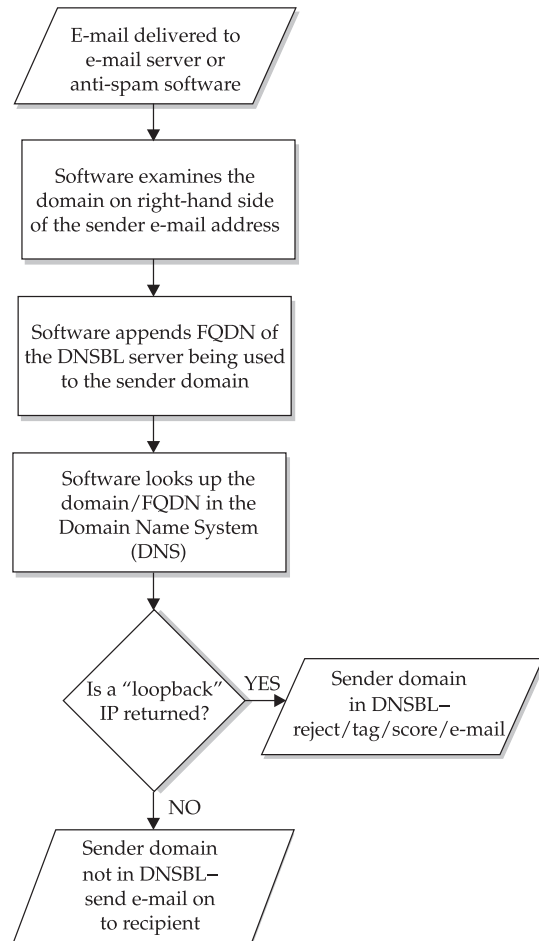 E-mail delivered to
e-mail server or
anti-spam software
Software examines the
domain on right-hand side
of the sender e-mail address
Software appends FQDN of
the DNSBL server being used
to the sender domain
Software looks up the
domain/FQDN in the
Domain Name System
(DNS)
Is a “loopback”
IP returned?
YES
Sender domain
in DNSBL–
reject/tag/score/e-mail
NO
Sender domain
not in DNSBL–
send e-mail on
to recipient